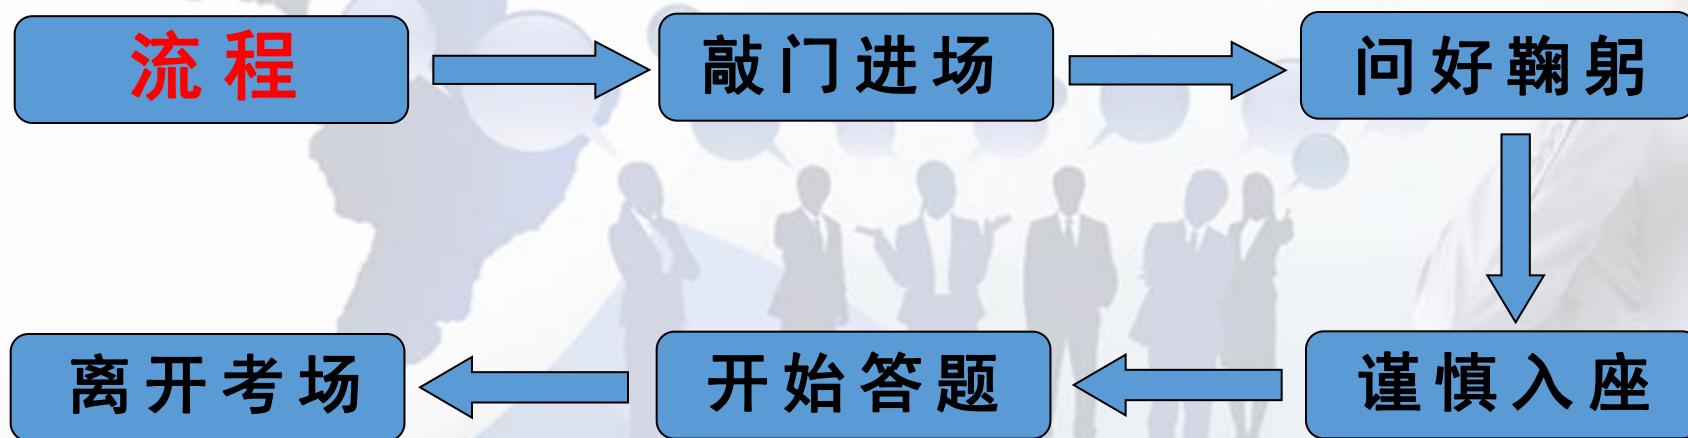 流程
敲门进场
问好鞠躬
谨慎入座
开始答题
离开考场